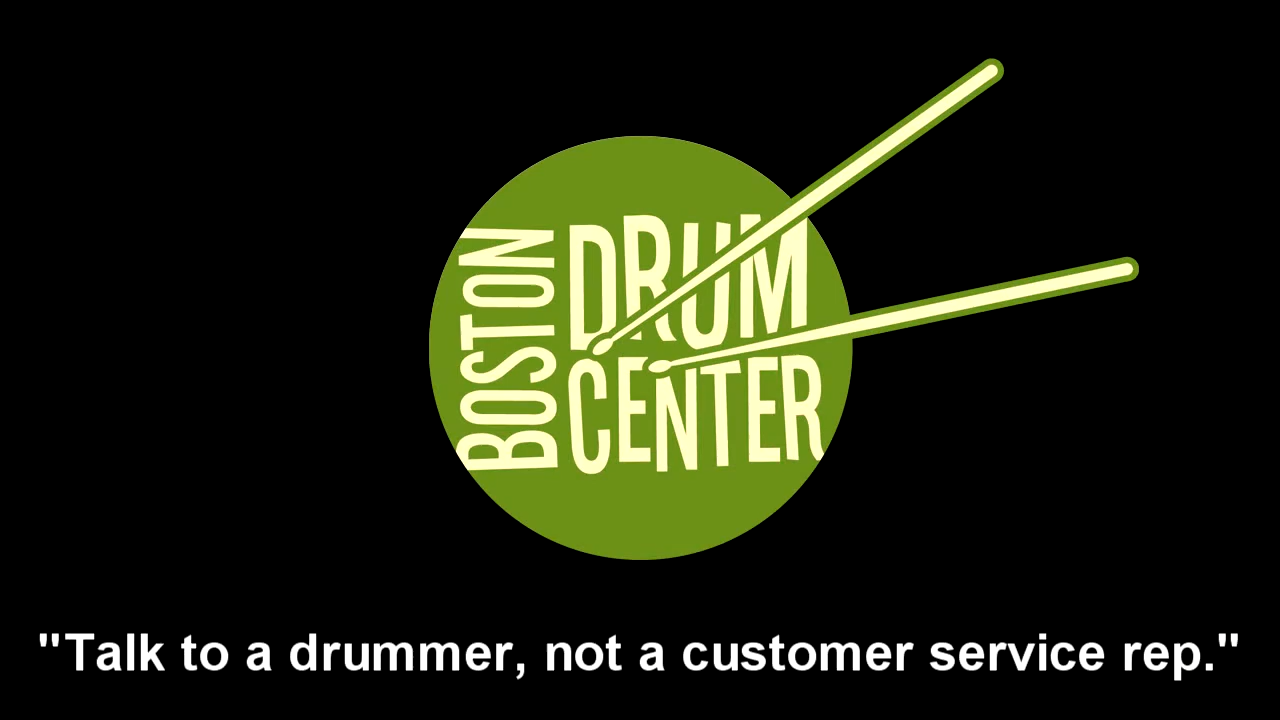 BOSTON
DRUM
CENTER
"Talk to a drummer, not a customer service rep."